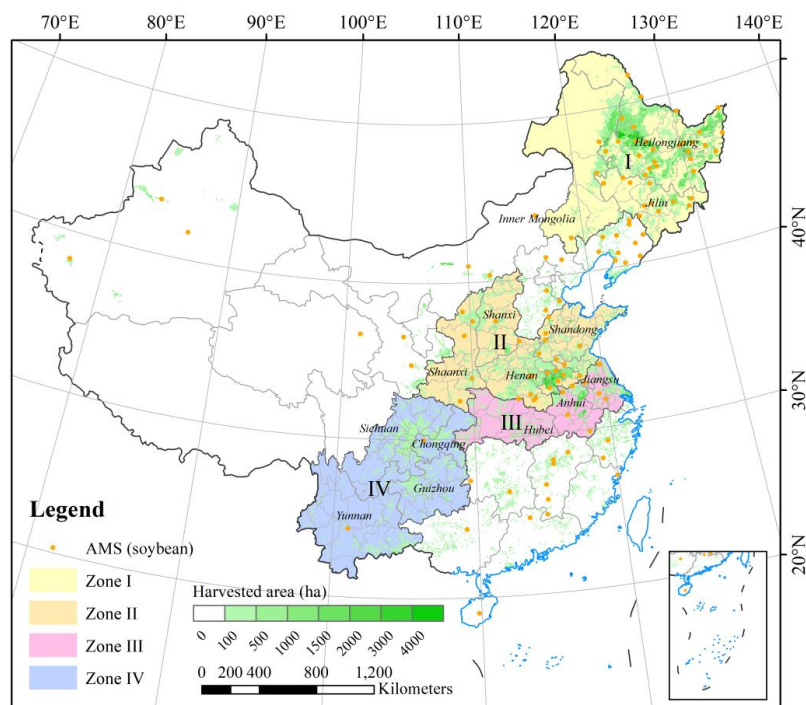 70°E 80°E 90°E 100°E 110°E 120°E 130°E 140°E
Heilongjiang
I
Jilin
Inner Mongolia
40°N
Shanxi
II
Shandong
Shaanxi
Henan
Jiangsu
30°N
Anhui
III
Hubei
Sichuan
Chongqing
IV
Guizhou
Yunnan
20°N
Legend
AMS (soybean)
Zone I
Zone II
Zone III
Zone IV
Harvested area (ha)
0 100 500 1000 1500 2000 3000 4000
0 200 400 800 1,200
Kilometers